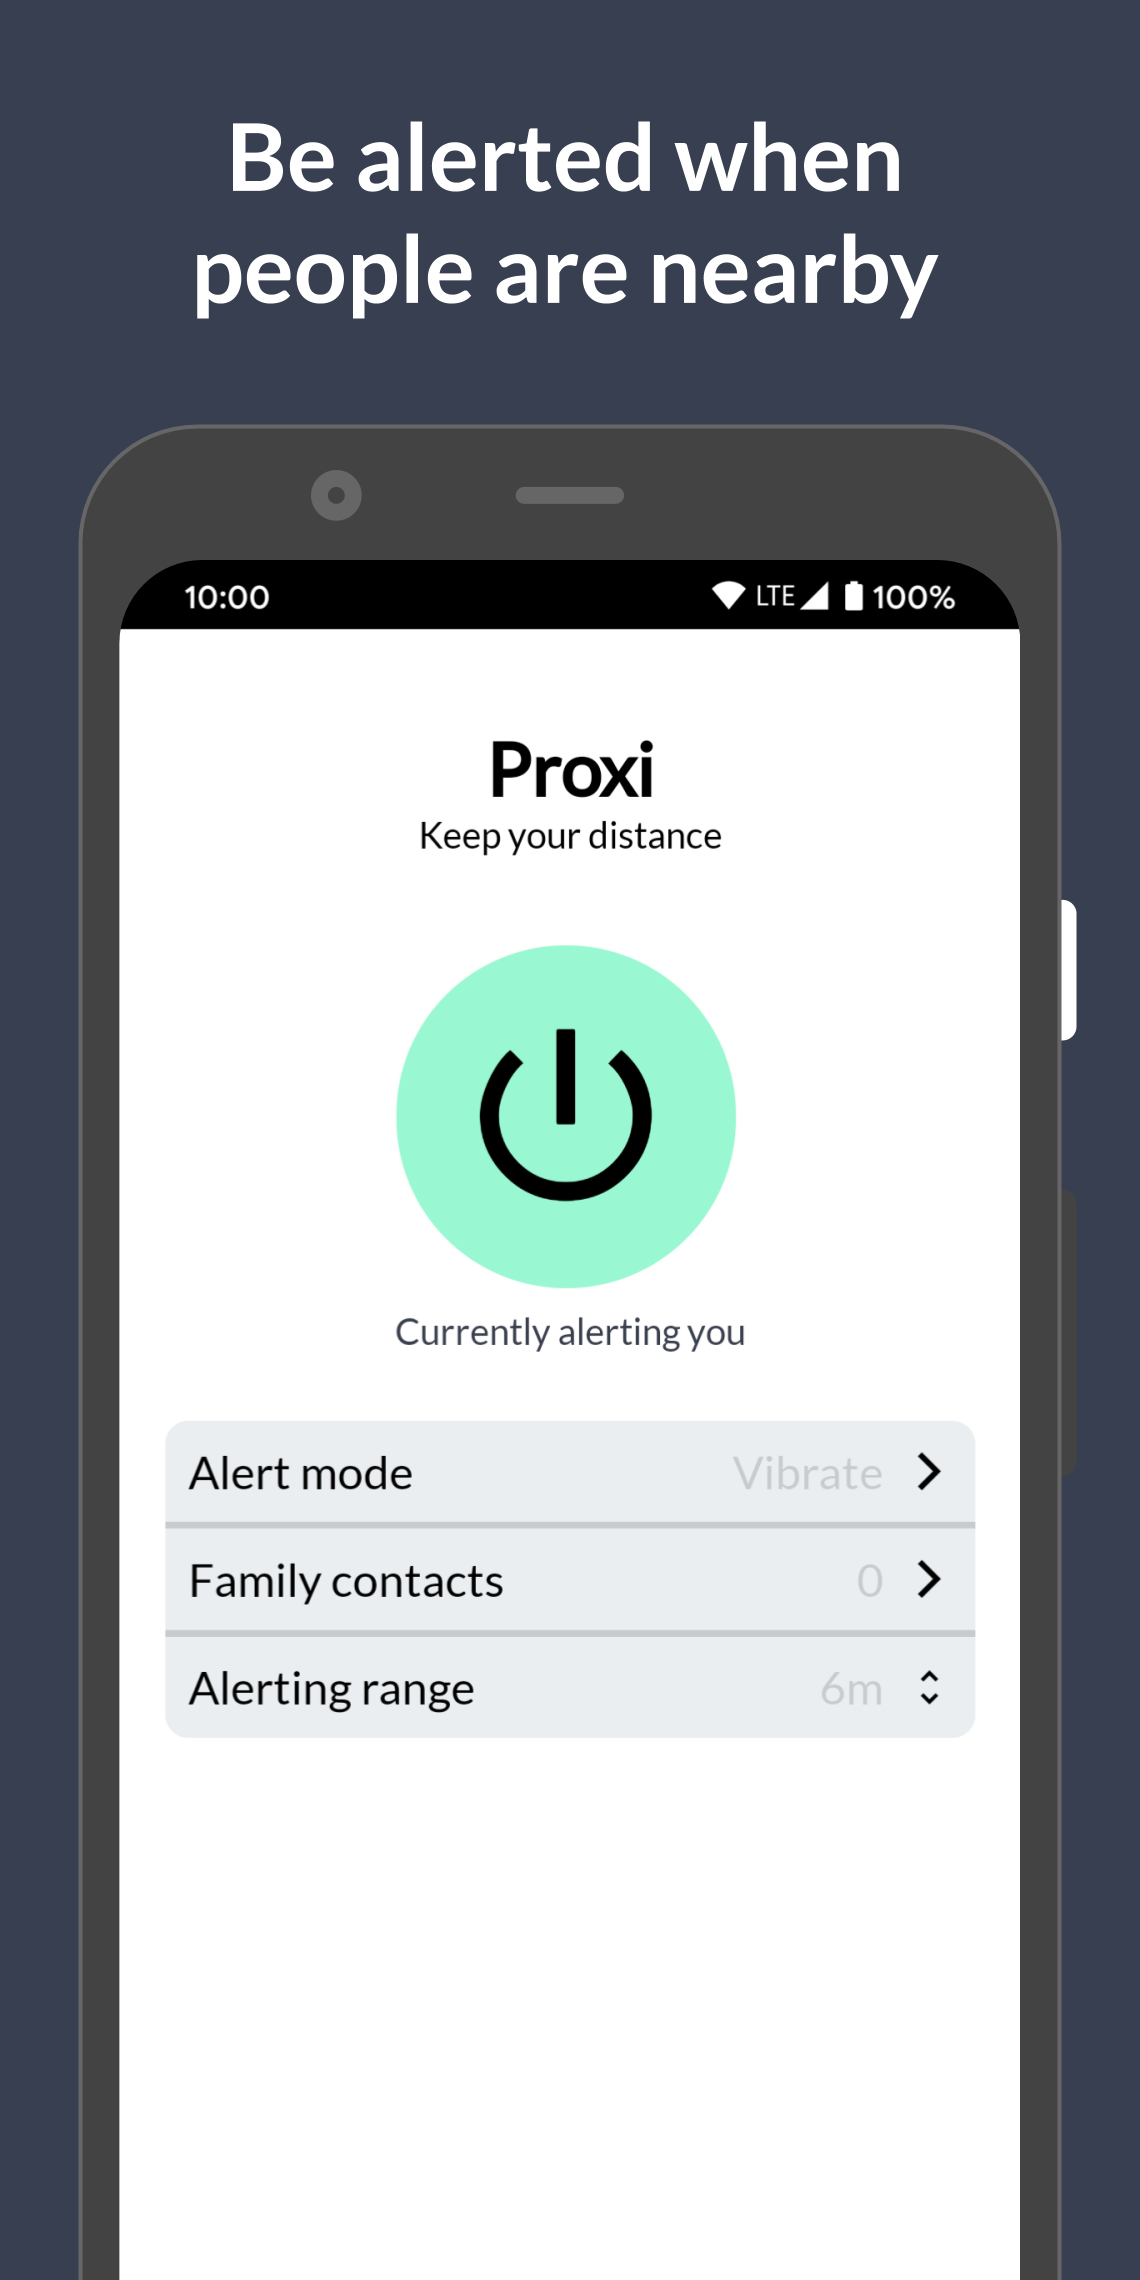 Be alerted when
people are nearby
10:00 LTE 100%
Proxi
Keep your distance
Currently alerting you
Alert mode Vibrate
Family contacts 0
Alerting range 6m